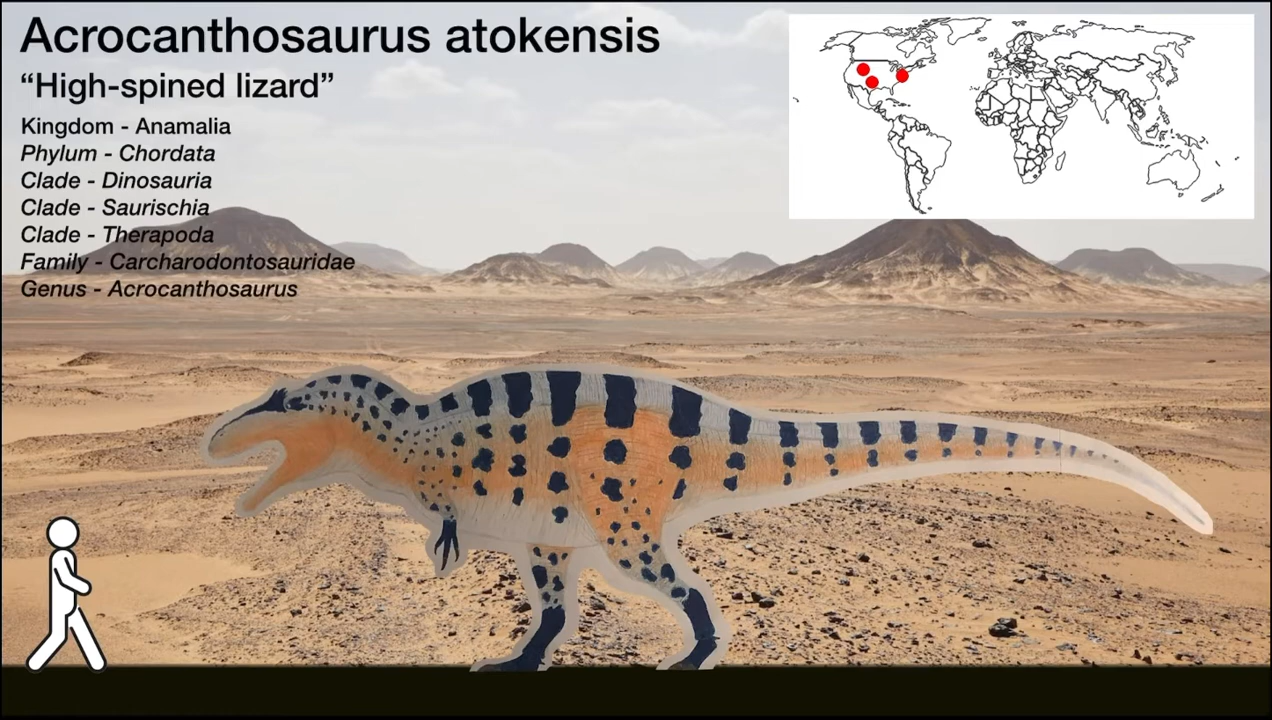 Acrocanthosaurus atokensis
“High-spined lizard”
Kingdom - Anamalia
Phylum - Chordata
Clade - Dinosauria
Clade - Saurischia
Clade - Therapoda
Family - Carcharodontosauridae
Genus - Acrocanthosaurus